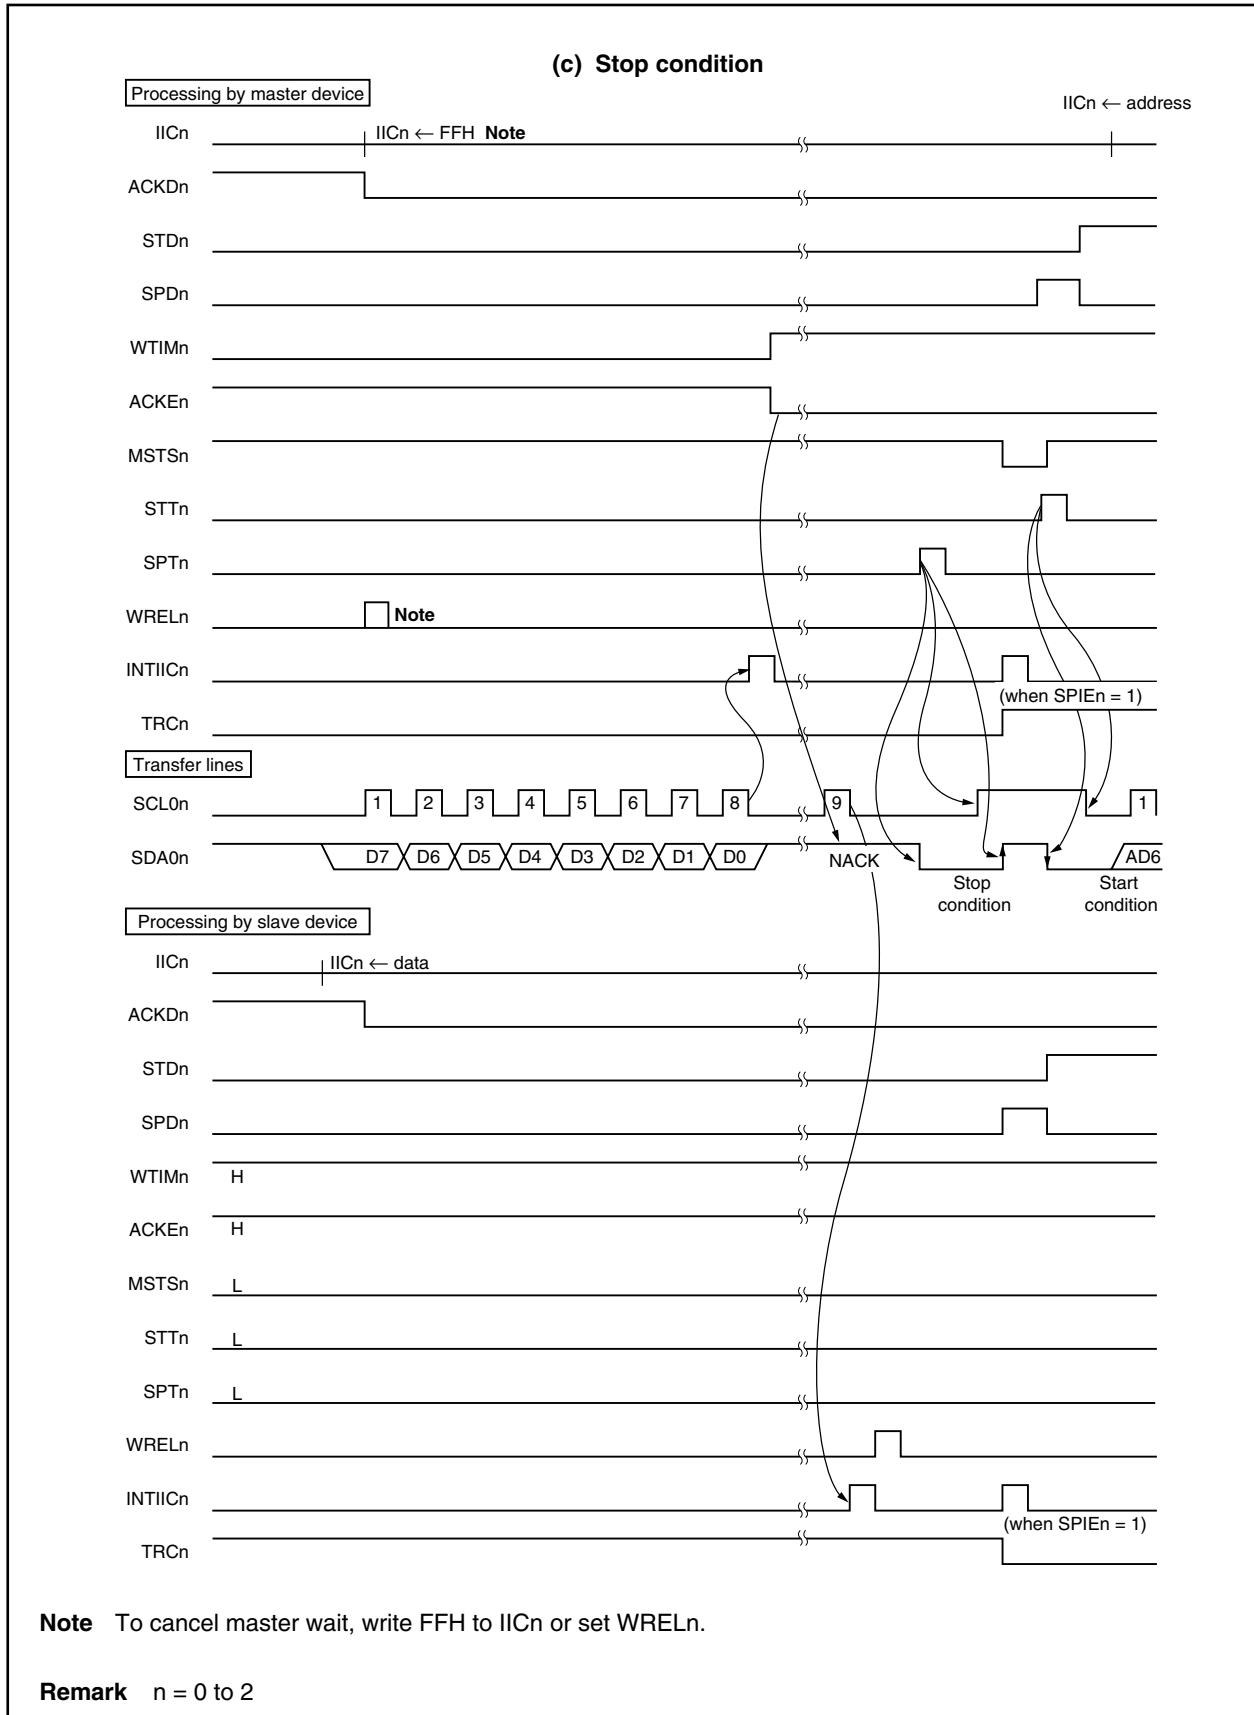 (c) Stop condition
Processing by master device
IICn ← address
IICn
IICn ← FFH Note
ACKDn
STDn
SPDn
WTIMn
ACKEn
MSTSn
STTn
SPTn
WRELn
Note
INTIICn
(when SPIEn = 1)
TRCn
Transfer lines
SCL0n 1 2 3 4 5 6 7 8 9 1
SDA0n D7 D6 D5 D4 D3 D2 D1 D0 NACK AD6
Stop condition
Start condition
Processing by slave device
IICn
IICn ← data
ACKDn
STDn
SPDn
WTIMn H
ACKEn H
MSTSn L
STTn L
SPTn L
WRELn
INTIICn
(when SPIEn = 1)
TRCn
Note To cancel master wait, write FFH to IICn or set WRELn.
Remark n = 0 to 2